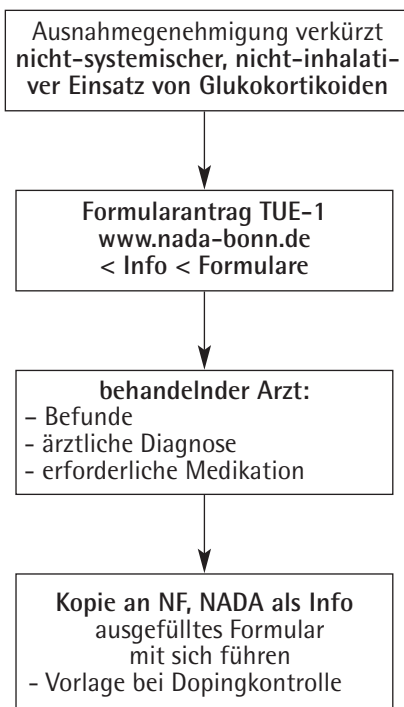 Ausnahmegenehmigung verkürzt
nicht-systemischer, nicht-inhalati-
ver Einsatz von Glukokortikoiden
Formularantrag TUE-1
www.nada-bonn.de
< Info < Formulare
behandelnder Arzt:
– Befunde
- ärztliche Diagnose
- erforderliche Medikation
Kopie an NF, NADA als Info
ausgefülltes Formular
mit sich führen
- Vorlage bei Dopingkontrolle